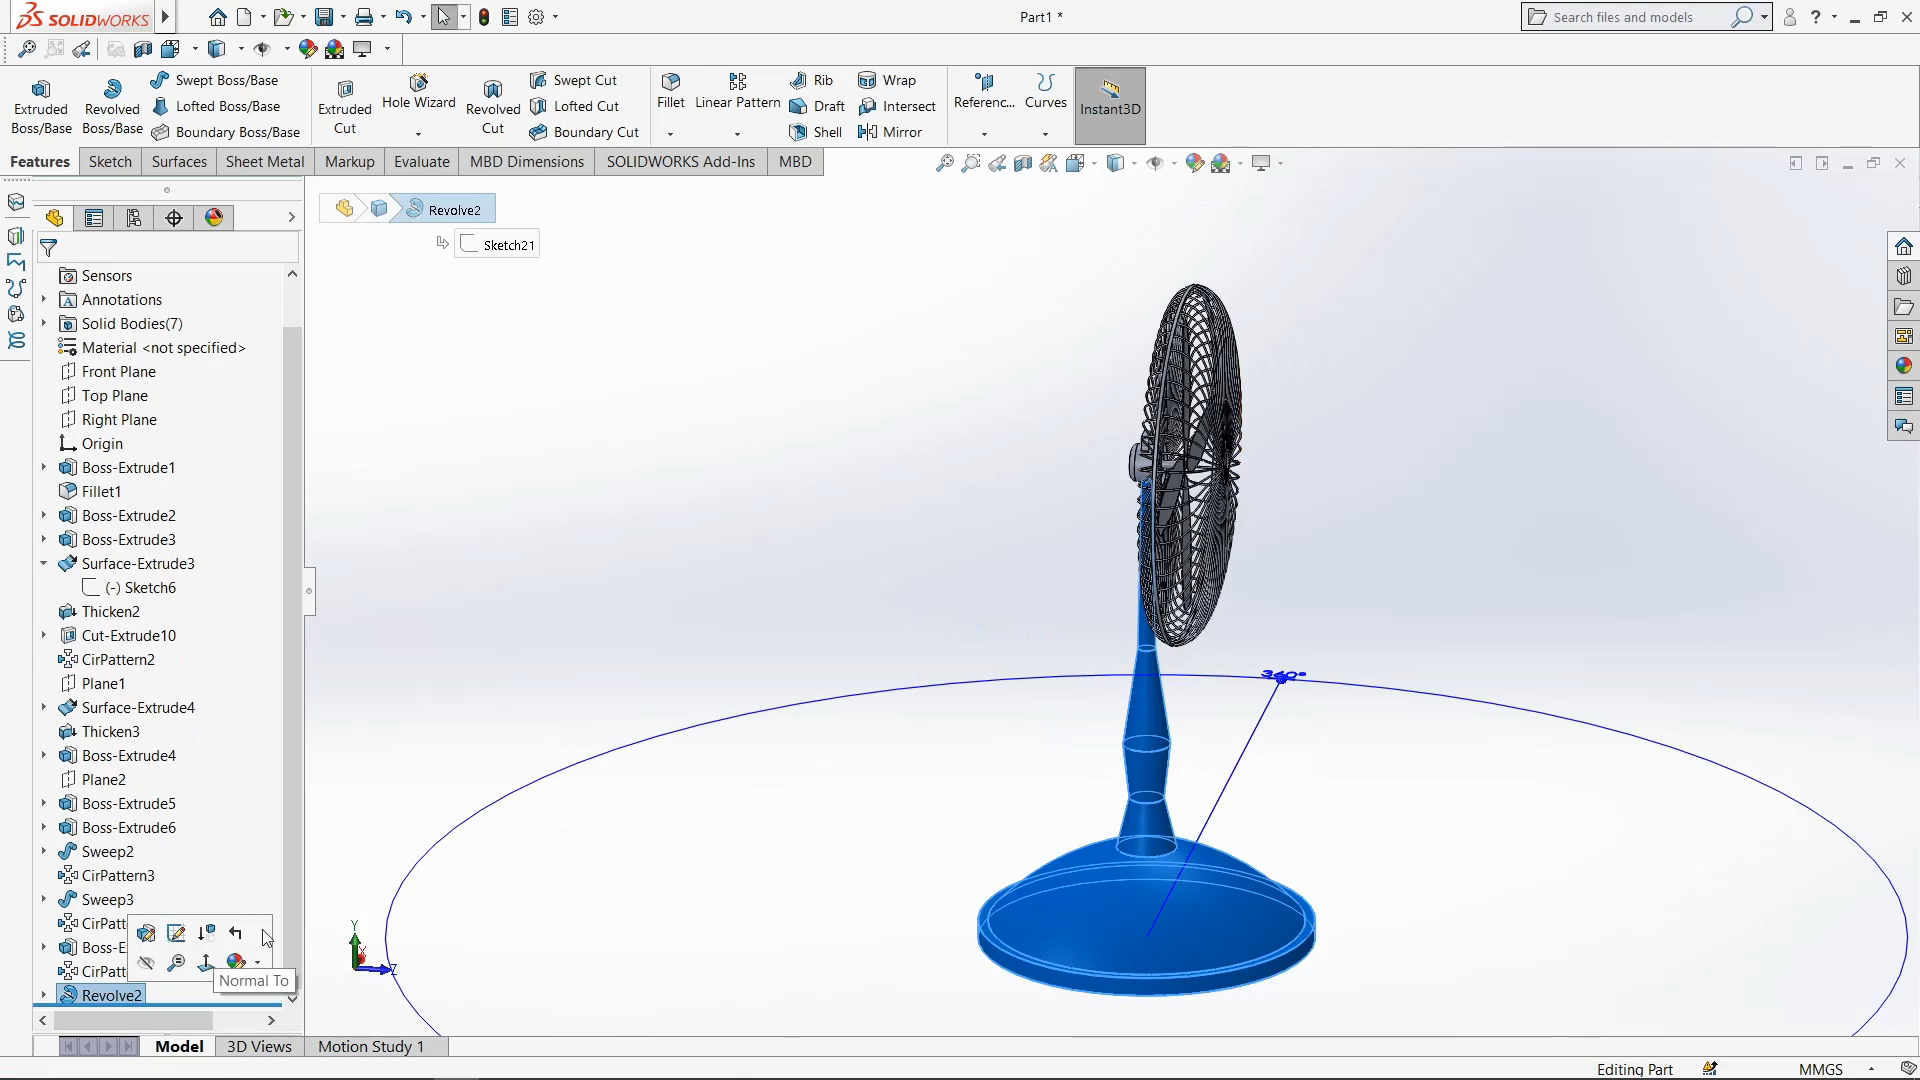 SOLIDWORKS
Part1 *
Search files and models
?
Extruded Boss/Base
Revolved Boss/Base
Swept Boss/Base
Lofted Boss/Base
Boundary Boss/Base
Extruded Cut
Hole Wizard
Revolved Cut
Swept Cut
Lofted Cut
Boundary Cut
Fillet
Linear Pattern
Rib
Draft
Shell
Wrap
Intersect
Mirror
Referenc...
Curves
Instant3D
Features
Sketch
Surfaces
Sheet Metal
Markup
Evaluate
MBD Dimensions
SOLIDWORKS Add-Ins
MBD
Revolve2
Sketch21
Sensors
Annotations
Solid Bodies(7)
Material <not specified>
Front Plane
Top Plane
Right Plane
Origin
Boss-Extrude1
Fillet1
Boss-Extrude2
Boss-Extrude3
Surface-Extrude3
(-) Sketch6
Thicken2
Cut-Extrude10
CirPattern2
Plane1
Surface-Extrude4
Thicken3
Boss-Extrude4
Plane2
Boss-Extrude5
Boss-Extrude6
Sweep2
CirPattern3
Sweep3
CirPatt
Boss-E
CirPatt
Normal To
Revolve2
360°
Y
X
Z
Model
3D Views
Motion Study 1
Editing Part
MMGS